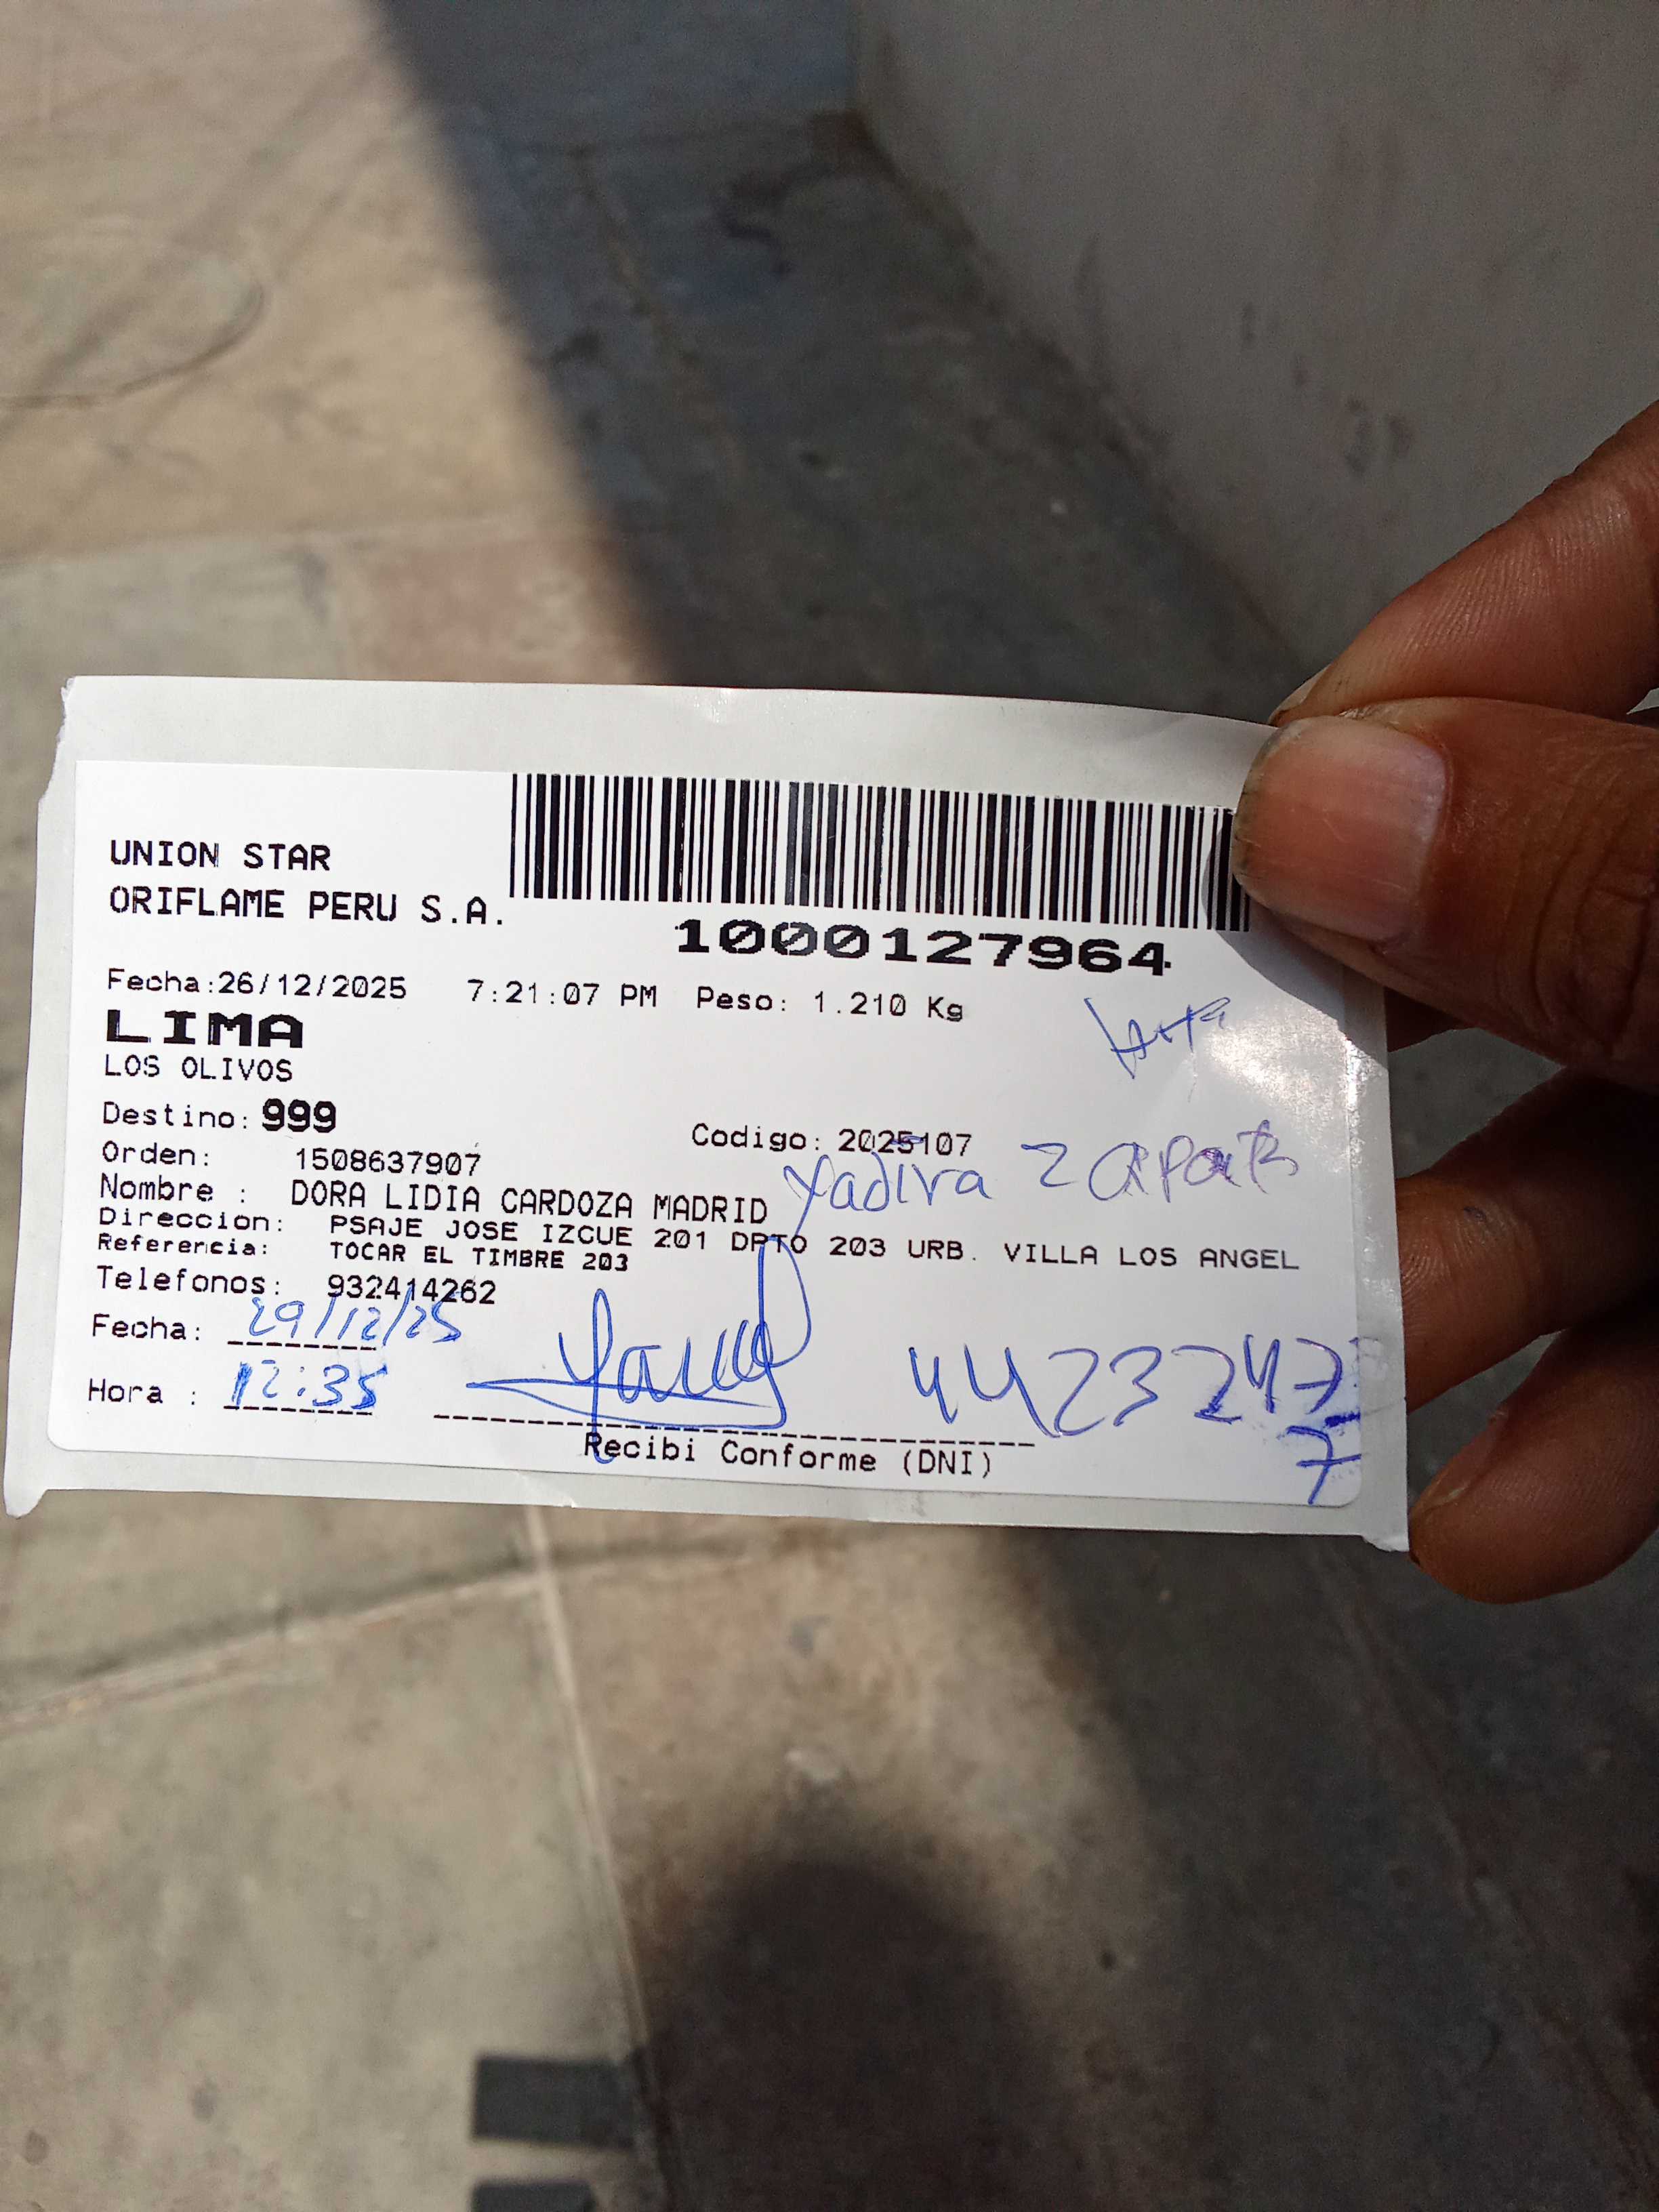 UNION STAR
ORIFLAME PERU S.A.
1000127964
Fecha:26/12/2025 7:21:07 PM Peso: 1.210 Kg
LIMA
LOS OLIVOS
Destino: 999
Codigo: 2025107
Orden: 1508637907
Nombre : DORA LIDIA CARDOZA MADRID Yadira Zapata
Direccion: PSAJE JOSE IZCUE 201 DPTO 203 URB. VILLA LOS ANGEL
Referencia: TOCAR EL TIMBRE 203
Telefonos: 932414262
Fecha: 29/12/25
Hora : 12:35
Recibi Conforme (DNI)